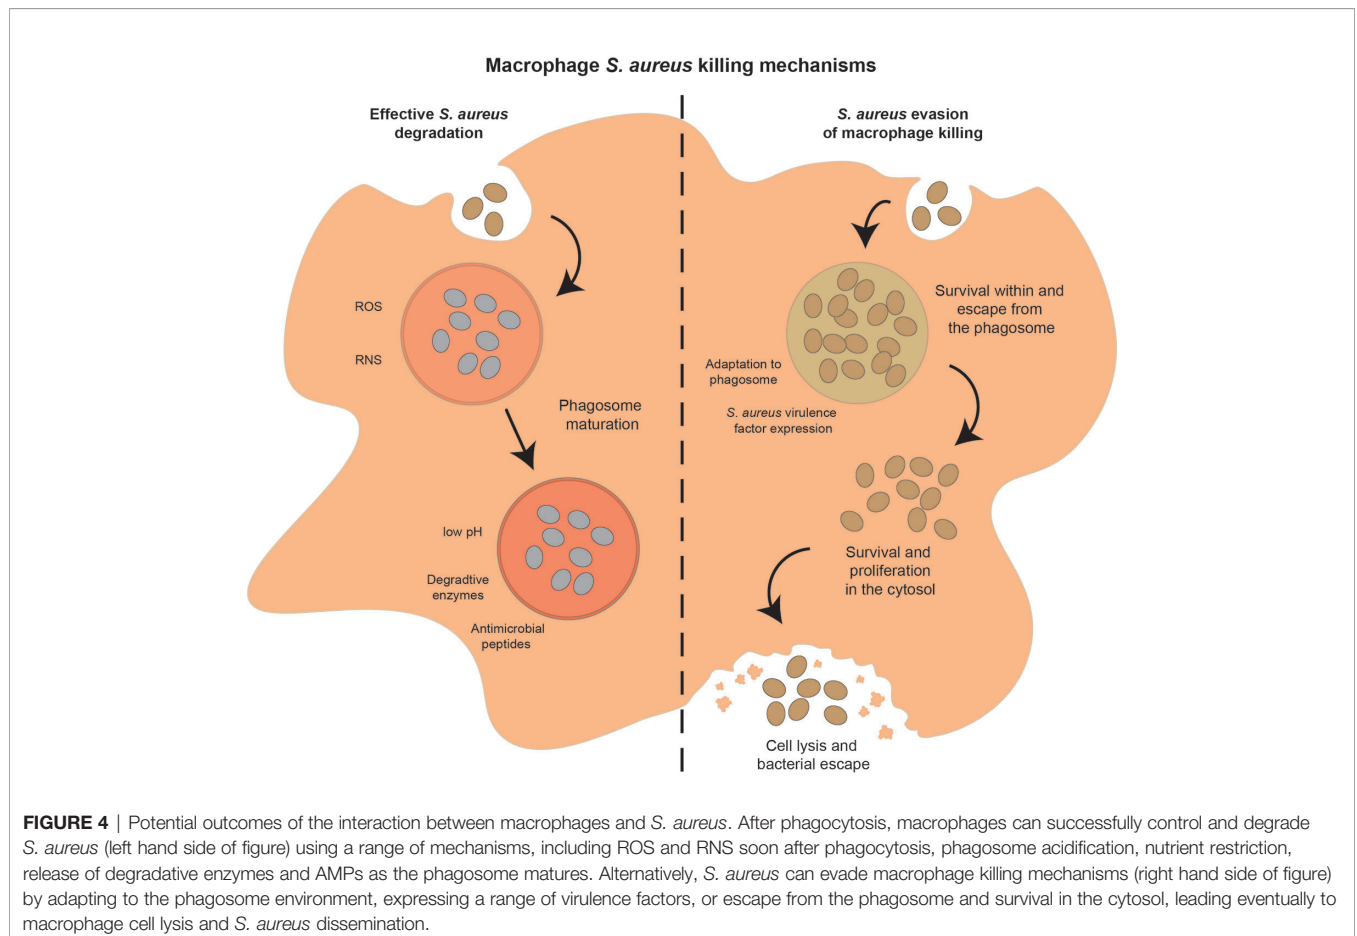 Macrophage S. aureus killing mechanisms
Effective S. aureus
degradation
ROS
RNS
Phagosome
maturation
low pH
Degradtive
enzymes
Antimicrobial
peptides
S. aureus evasion
of macrophage killing
Survival within and
escape from
the phagosome
Adaptation to
phagosome
S. aureus virulence
factor expression
Survival and
proliferation
in the cytosol
Cell lysis and
bacterial escape
FIGURE 4 | Potential outcomes of the interaction between macrophages and S. aureus. After phagocytosis, macrophages can successfully control and degrade
S. aureus (left hand side of figure) using a range of mechanisms, including ROS and RNS soon after phagocytosis, phagosome acidification, nutrient restriction,
release of degradative enzymes and AMPs as the phagosome matures. Alternatively, S. aureus can evade macrophage killing mechanisms (right hand side of figure)
by adapting to the phagosome environment, expressing a range of virulence factors, or escape from the phagosome and survival in the cytosol, leading eventually to
macrophage cell lysis and S. aureus dissemination.